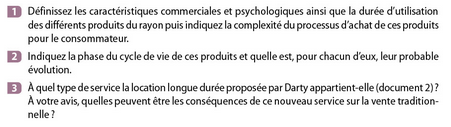 1 Définissez les caractéristiques commerciales et psychologiques ainsi que la durée d'utilisation
des différents produits du rayon puis indiquez la complexité du processus d'achat de ces produits
pour le consommateur.
2 Indiquez la phase du cycle de vie de ces produits et quelle est, pour chacun d'eux, leur probable
évolution.
3 À quel type de service la location longue durée proposée par Darty appartient-elle (document 2) ?
À votre avis, quelles peuvent être les conséquences de ce nouveau service sur la vente tradition-
nelle ?